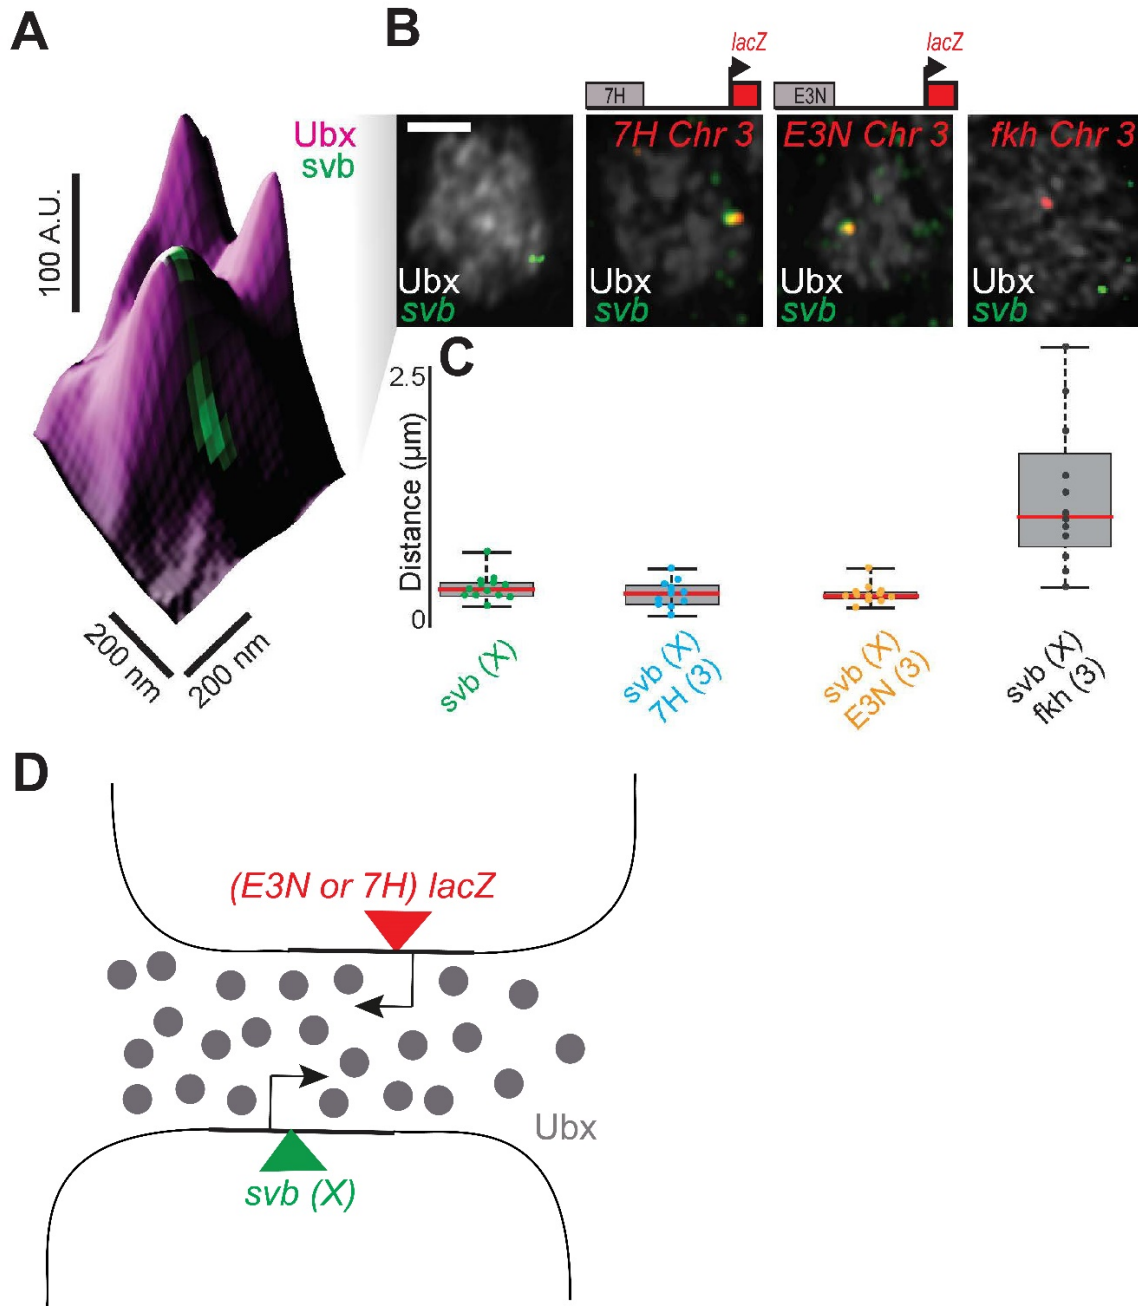 A
Ubx
svb
100 A.U.
200 nm
200 nm
B
lacZ
lacZ
7H
E3N
Ubx
svb
7H Chr 3
Ubx
svb
E3N Chr 3
Ubx
svb
fkh Chr 3
Ubx
svb
C
Distance (μm)
2.5
0
svb (X)
svb (X)
7H (3)
svb (X)
E3N (3)
svb (X)
fkh (3)
D
(E3N or 7H) lacZ
Ubx
svb (X)